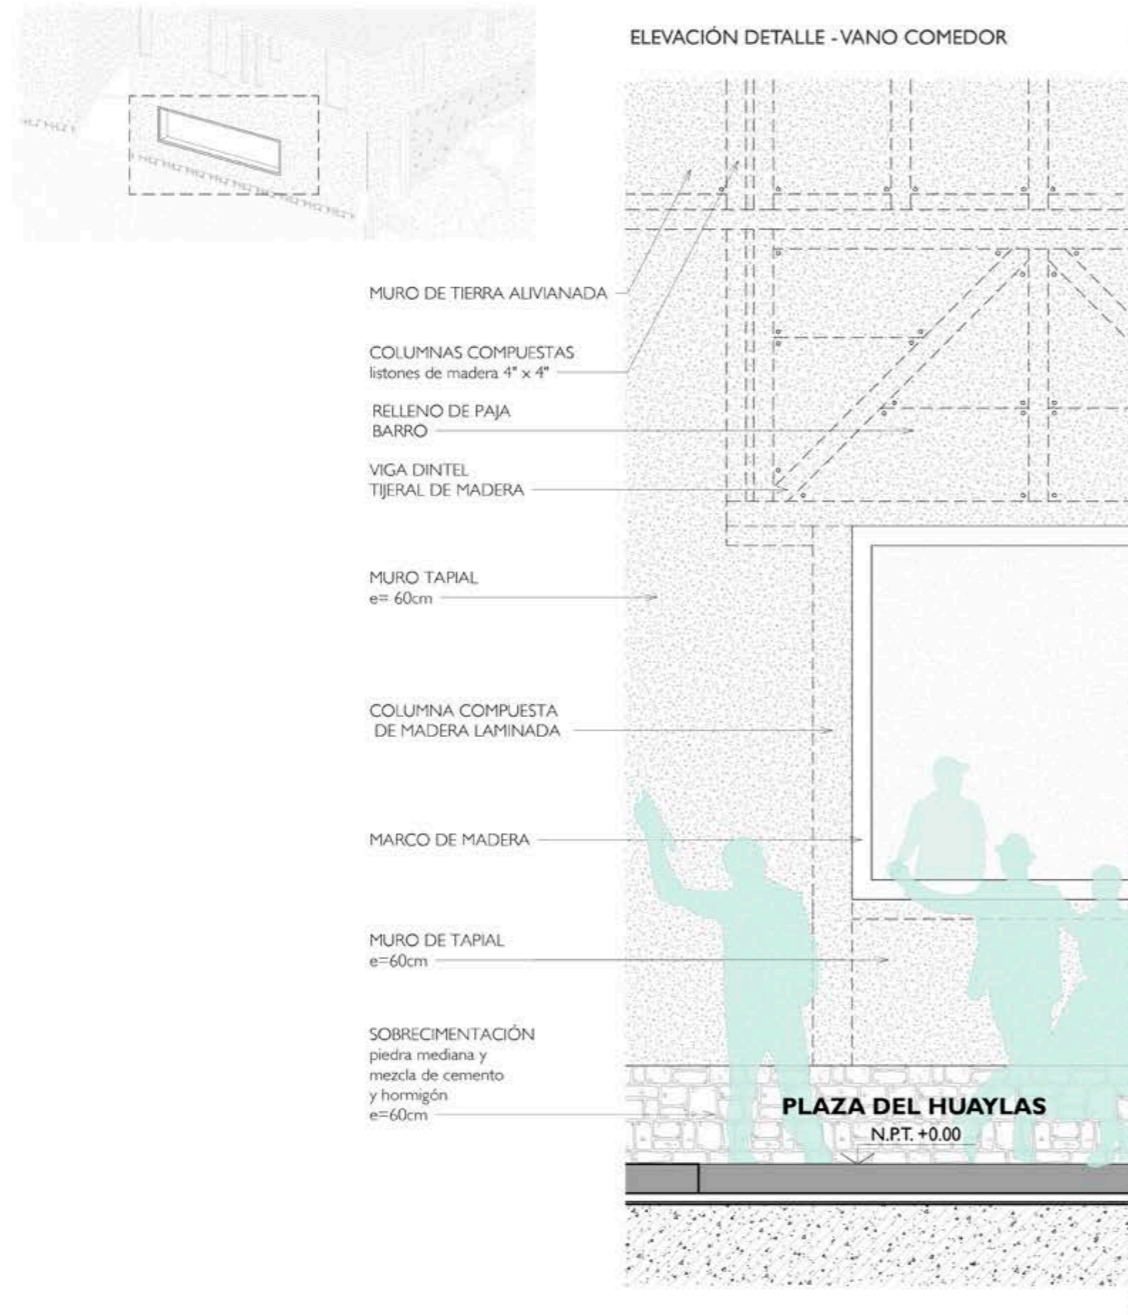 ELEVACIÓN DETALLE - VANO COMEDOR
MURO DE TIERRA ALIVIANADA
COLUMNAS COMPUESTAS
listones de madera 4" x 4"
RELLENO DE PAJA
BARRO
VIGA DINTEL
TIJERAL DE MADERA
MURO TAPIAL
e= 60cm
COLUMNA COMPUESTA
DE MADERA LAMINADA
MARCO DE MADERA
MURO DE TAPIAL
e=60cm
SOBRECIMENTACIÓN
piedra mediana y
mezcla de cemento
y hormigón
e=60cm
PLAZA DEL HUAYLAS
N.P.T. +0.00